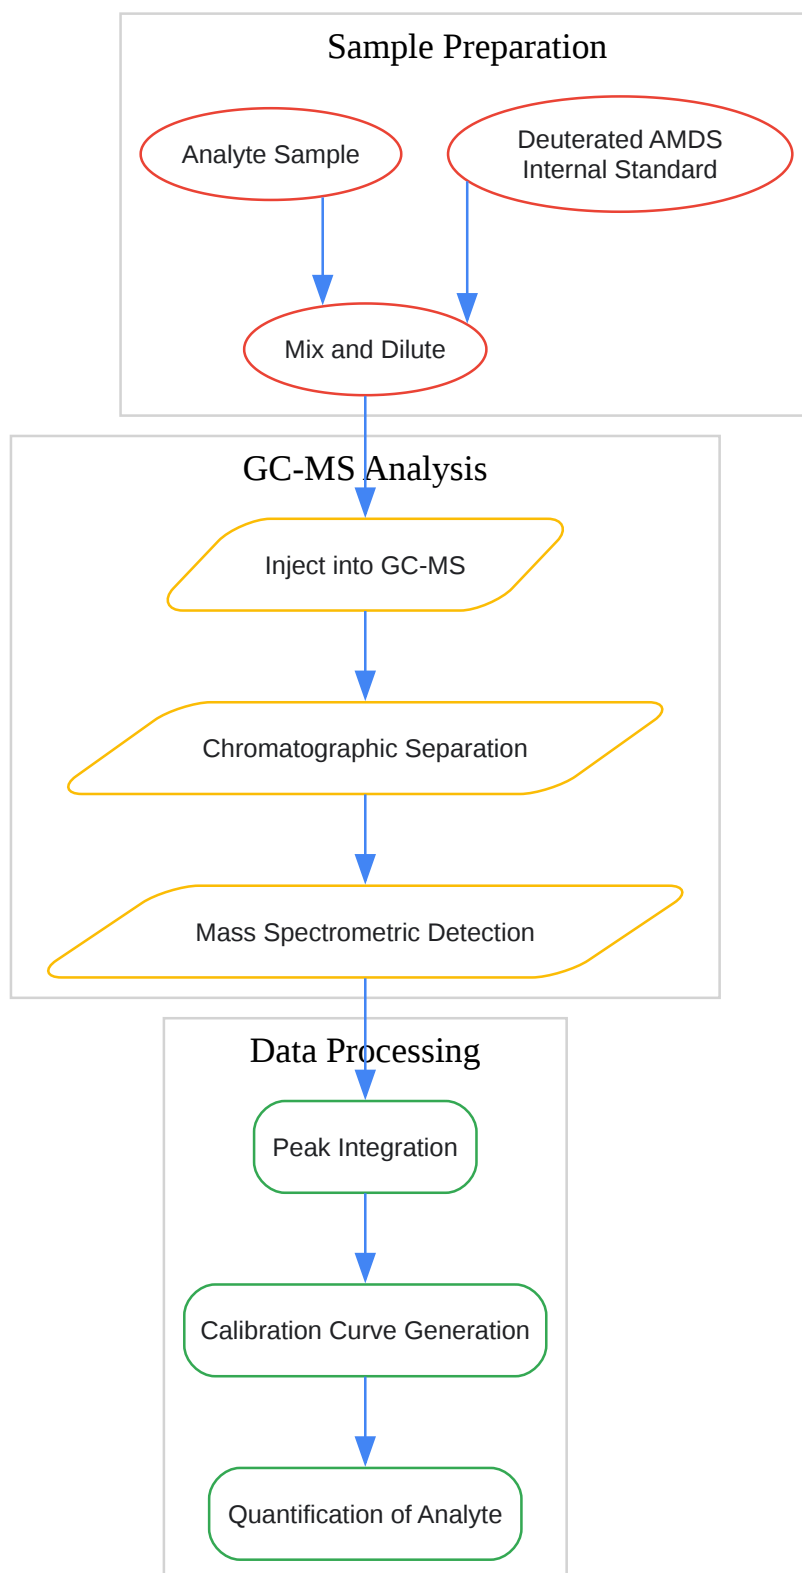 Sample Preparation
Analyte Sample
Deuterated AMDS
Internal Standard
Mix and Dilute
GC-MS Analysis
Inject into GC-MS
Chromatographic Separation
Mass Spectrometric Detection
Data Processing
Peak Integration
Calibration Curve Generation
Quantification of Analyte